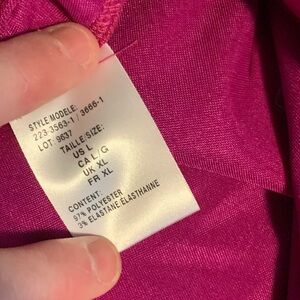 STYLE/MODELE:
223-3563-1 / 3666-1
LOT: 9637
TAILLE/SIZE:
US L
CA L/G
UK XL
FR XL
CONTENT:
97% POLYESTER
3% ELASTANE/ELASTHANNE